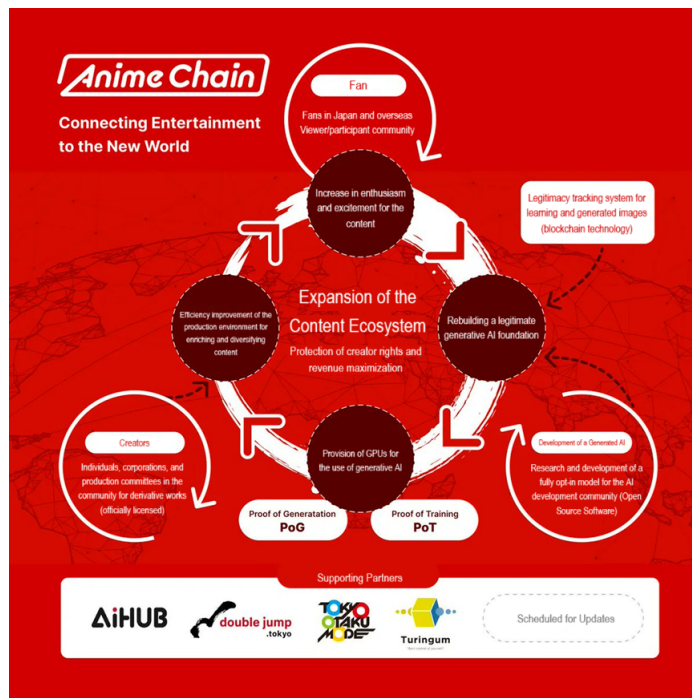 Anime Chain
Connecting Entertainment
to the New World
Fan
Fans in Japan and overseas
Viewer/participant community
Increase in enthusiasm
and excitement for the
content
Legitimacy tracking system for
learning and generated images
(blockchain technology)
Expansion of the
Content Ecosystem
Protection of creator rights and
revenue maximization
Efficiency improvement of the
production environment for
enriching and diversifying
content
Rebuilding a legitimate
generative AI foundation
Creators
Individuals, corporations, and
production committees in the
community for derivative works
(officially licensed)
Provision of GPUs for
the use of generative AI
Development of a Generated AI
Research and development of a
fully opt-in model for the AI
development community (Open
Source Software)
Proof of Generatation
PoG
Proof of Training
PoT
Supporting Partners
AiHUB
double jump
.tokyo
TOKYO
OTAKU
MODE
Turingum
Scheduled for Updates